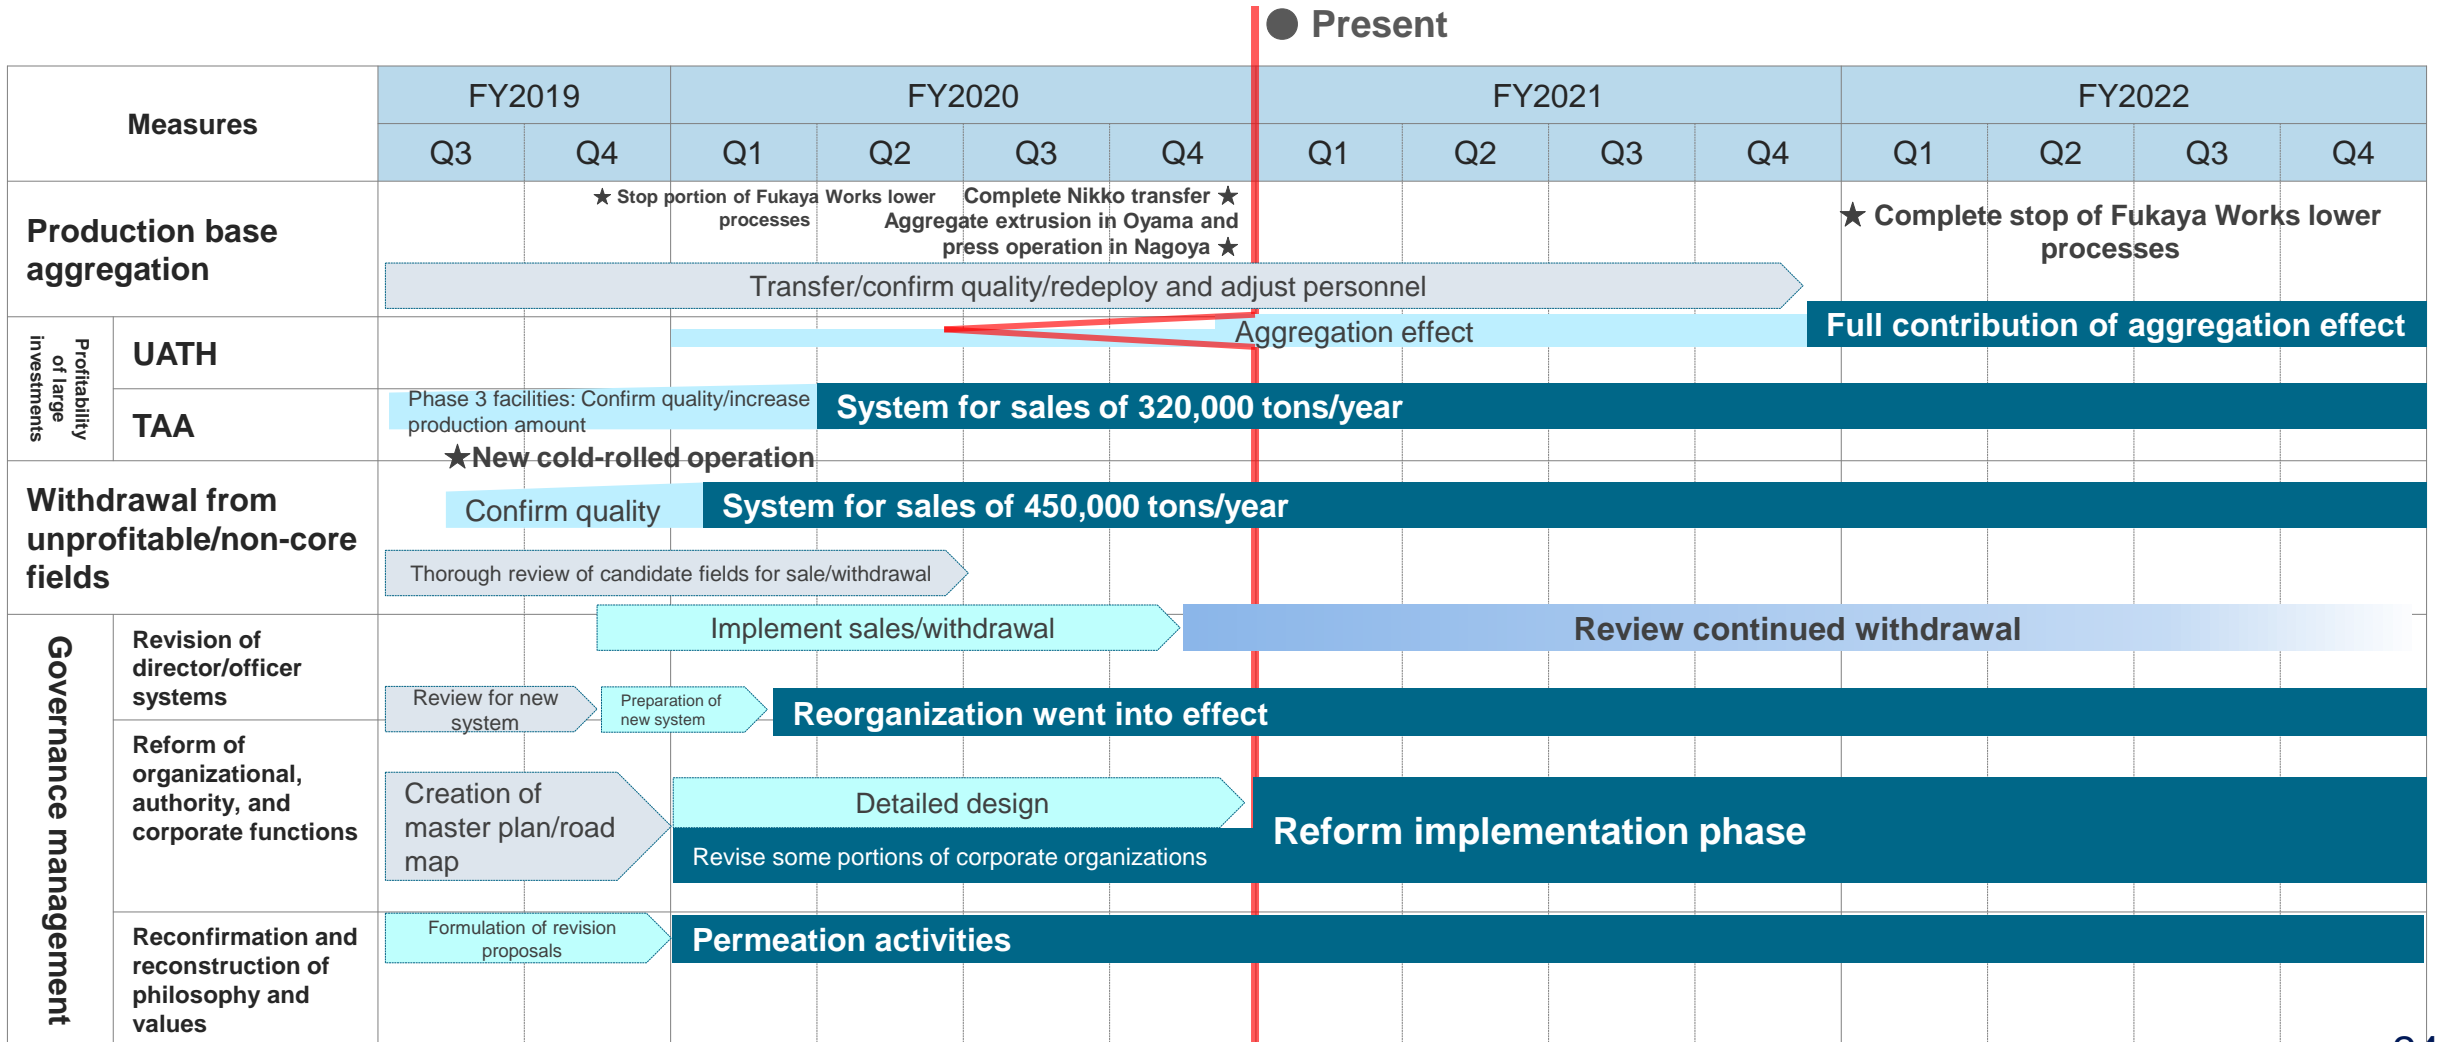 ● Present
Measures
FY2019
FY2020
FY2021
FY2022
Q3
Q4
Q1
Q2
Q3
Q4
Q1
Q2
Q3
Q4
Q1
Q2
Q3
Q4
Production base
aggregation
★ Stop portion of Fukaya Works lower
processes
Complete Nikko transfer ★
Aggregate extrusion in Oyama and
press operation in Nagoya ★
★ Complete stop of Fukaya Works lower
processes
Transfer/confirm quality/redeploy and adjust personnel
Profitability
of large
investments
UATH
Aggregation effect
Full contribution of aggregation effect
TAA
Phase 3 facilities: Confirm quality/increase
production amount
System for sales of 320,000 tons/year
★New cold-rolled operation
Withdrawal from
unprofitable/non-core
fields
Confirm quality
System for sales of 450,000 tons/year
Thorough review of candidate fields for sale/withdrawal
Implement sales/withdrawal
Review continued withdrawal
Governance management
Revision of
director/officer
systems
Review for new
system
Preparation of
new system
Reorganization went into effect
Reform of
organizational,
authority, and
corporate functions
Creation of
master plan/road
map
Detailed design
Revise some portions of corporate organizations
Reform implementation phase
Reconfirmation and
reconstruction of
philosophy and
values
Formulation of revision
proposals
Permeation activities